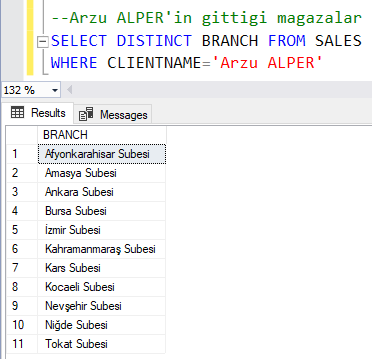 --Arzu ALPER'in gittigi magazalar
SELECT DISTINCT BRANCH FROM SALES
WHERE CLIENTNAME='Arzu ALPER'
132 %
Results Messages
BRANCH
1 Afyonkarahisar Subesi
2 Amasya Subesi
3 Ankara Subesi
4 Bursa Subesi
5 İzmir Subesi
6 Kahramanmaraş Subesi
7 Kars Subesi
8 Kocaeli Subesi
9 Nevşehir Subesi
10 Niğde Subesi
11 Tokat Subesi